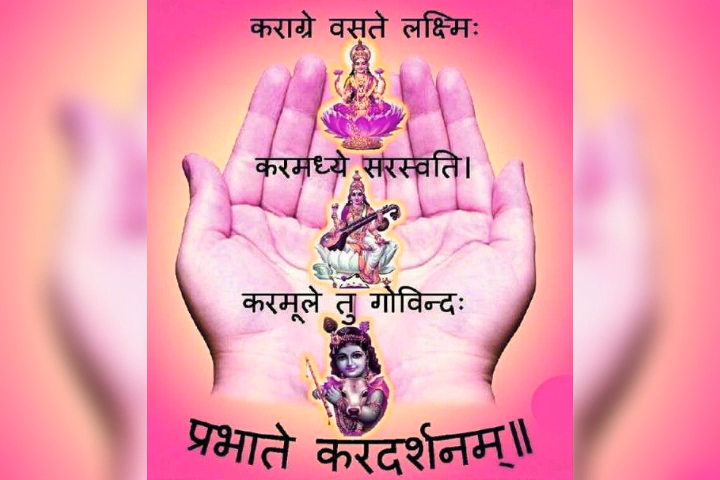 कराग्रे वसते लक्ष्मिः
करमध्ये सरस्वति।
करमूले तु गोविन्दः
प्रभाते करदर्शनम्॥